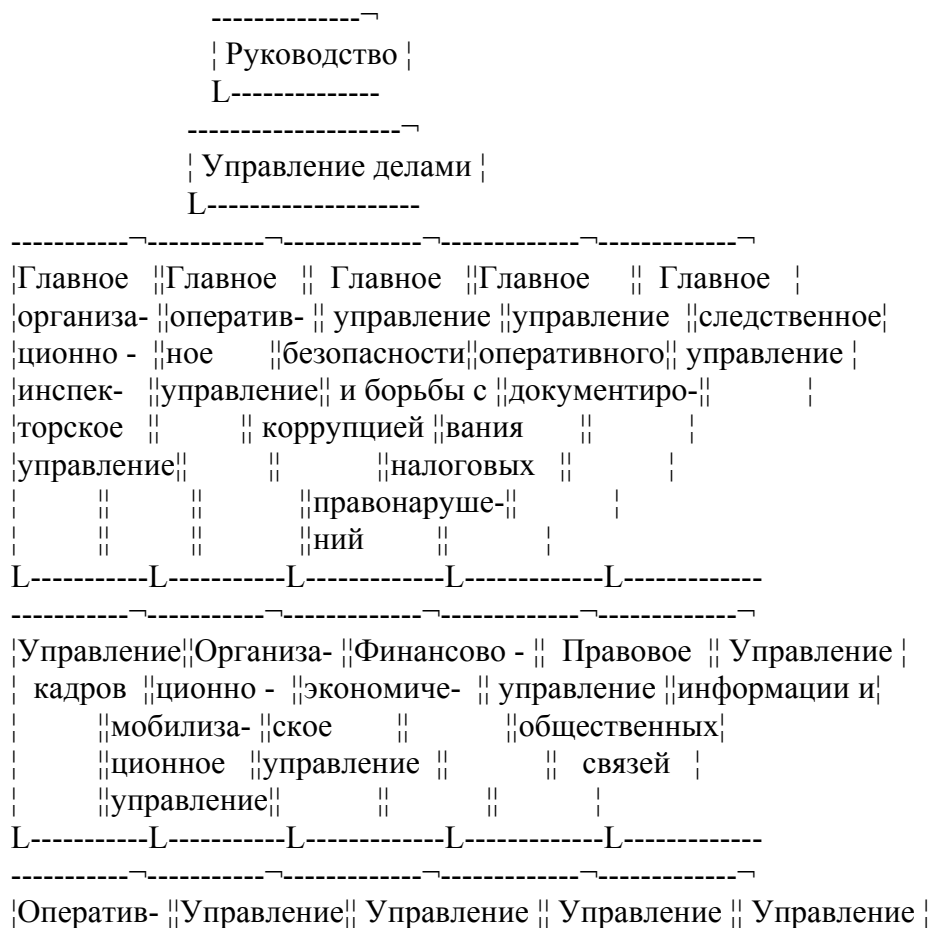 --------------¬
¦ Руководство ¦
L--------------
--------------------¬
¦ Управление делами ¦
L--------------------
-----------¬-----------¬-------------¬-------------¬-------------¬
¦Главное ¦¦Главное ¦¦ Главное ¦¦Главное ¦¦ Главное ¦
¦организа- ¦¦оператив- ¦¦ управление ¦¦управление ¦¦следственное¦
¦ционно - ¦¦ное ¦¦безопасности¦¦оперативного¦¦ управление ¦
¦инспек- ¦¦управление¦¦ и борьбы с ¦¦документиро-¦¦ ¦
¦торское ¦¦ ¦¦ коррупцией ¦¦вания ¦¦ ¦
¦управление¦¦ ¦¦ ¦¦налоговых ¦¦ ¦
¦ ¦¦ ¦¦ ¦¦правонаруше-¦¦ ¦
¦ ¦¦ ¦¦ ¦¦ний ¦¦ ¦
L-----------L-----------L-------------L-------------L-------------
-----------¬-----------¬-------------¬-------------¬-------------¬
¦Управление¦¦Организа- ¦¦Финансово - ¦¦ Правовое ¦¦ Управление ¦
¦ кадров ¦¦ционно - ¦¦экономиче- ¦¦ управление ¦¦информации и¦
¦ ¦¦мобилиза- ¦¦ское ¦¦ ¦¦общественных¦
¦ ¦¦ционное ¦¦управление ¦¦ ¦¦ связей ¦
¦ ¦¦управление¦¦ ¦¦ ¦¦ ¦
L-----------L-----------L-------------L-------------L-------------
-----------¬-----------¬-------------¬-------------¬-------------¬
¦Оператив- ¦¦Управление¦¦ Управление ¦¦ Управление ¦¦ Управление ¦